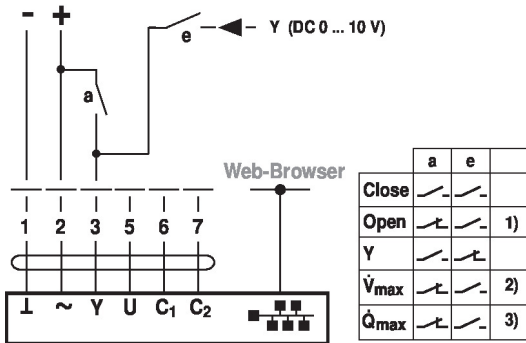 - +
e
Y (DC 0 ... 10 V)
a
Web-Browser
1 2 3 5 6 7
⊥ ~ Y U C1 C2
a e
Close
Open 1)
Y
V̇max 2)
Q̇max 3)